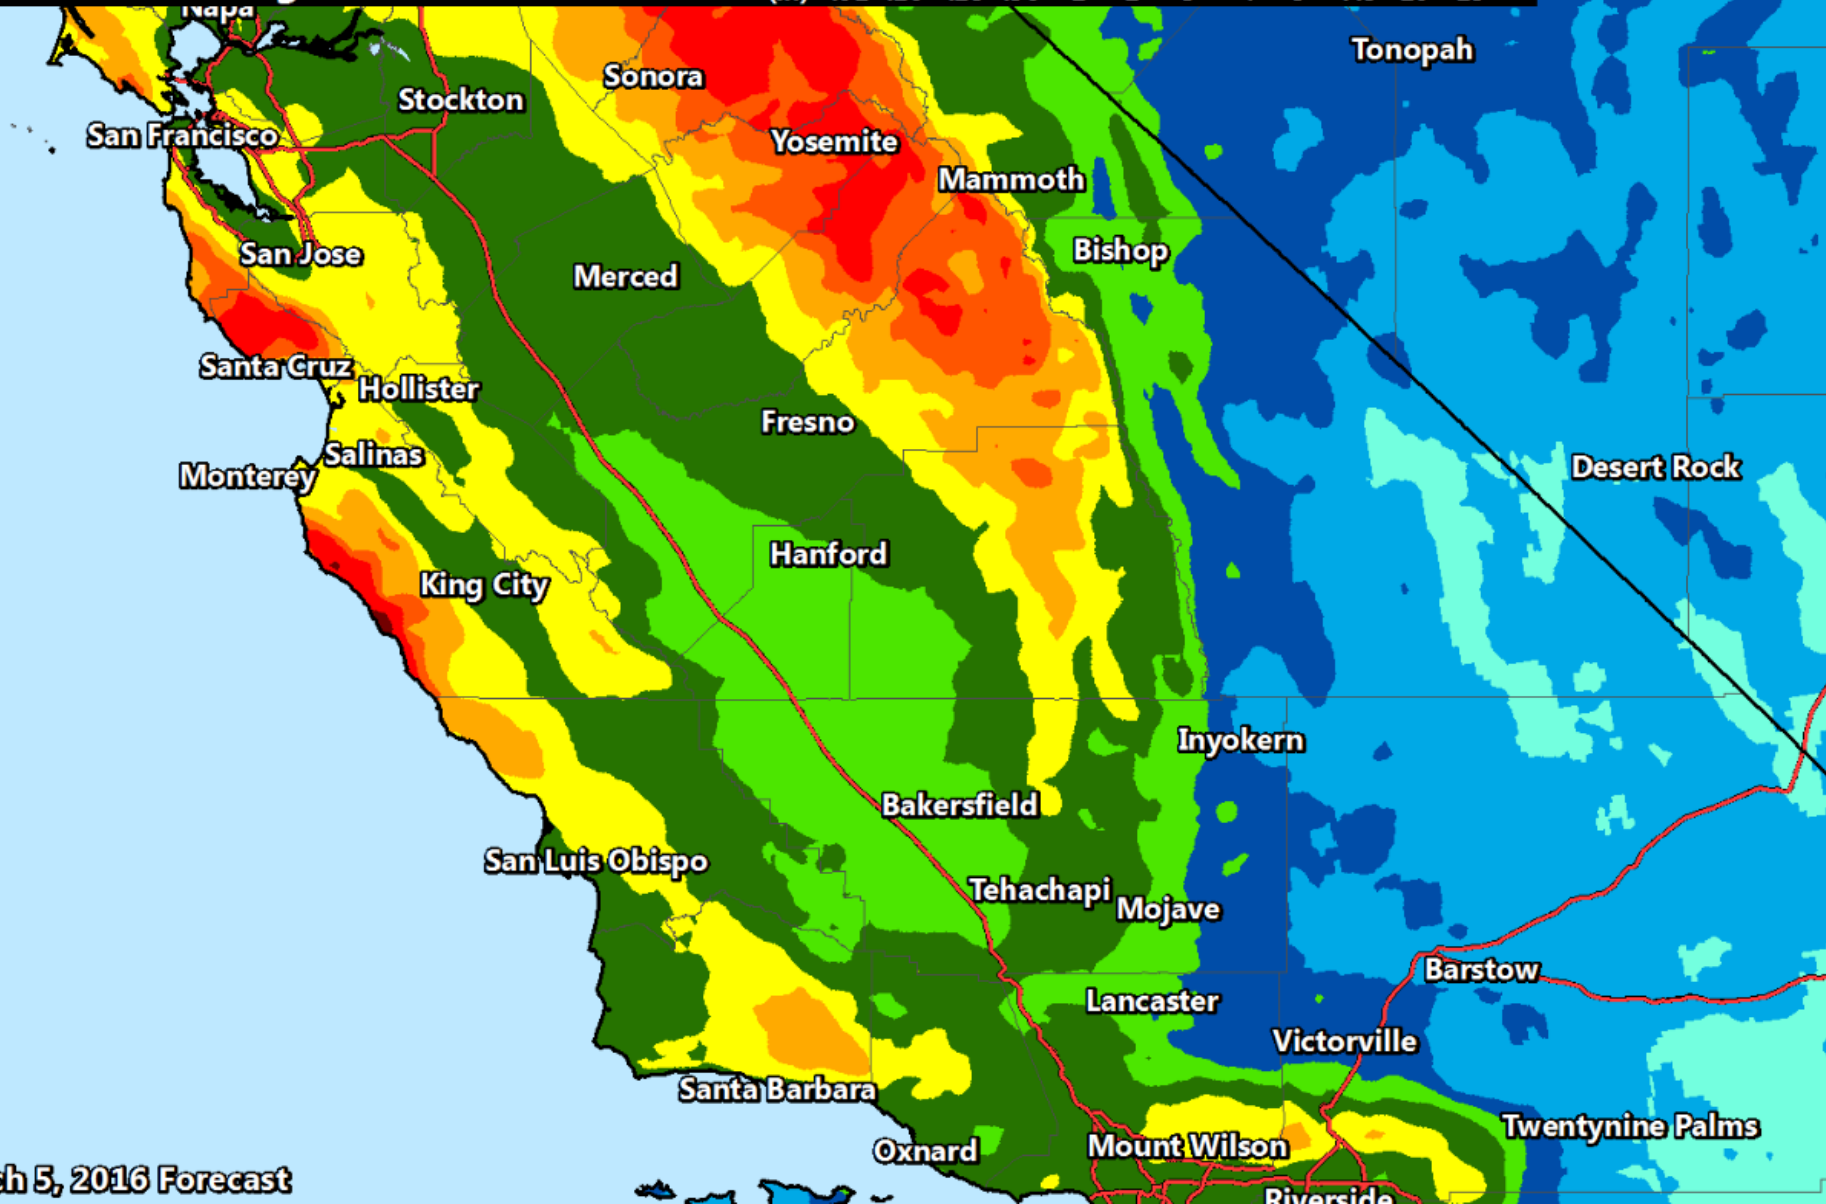 Napa
Tonopah
Sonora
Stockton
San Francisco
Yosemite
Mammoth
San Jose
Bishop
Merced
Santa Cruz
Hollister
Fresno
Salinas
Monterey
Desert Rock
Hanford
King City
Inyokern
Bakersfield
San Luis Obispo
Tehachapi
Mojave
Barstow
Lancaster
Victorville
Santa Barbara
Twentynine Palms
Mount Wilson
Oxnard
5, 2016 Forecast
Riverside